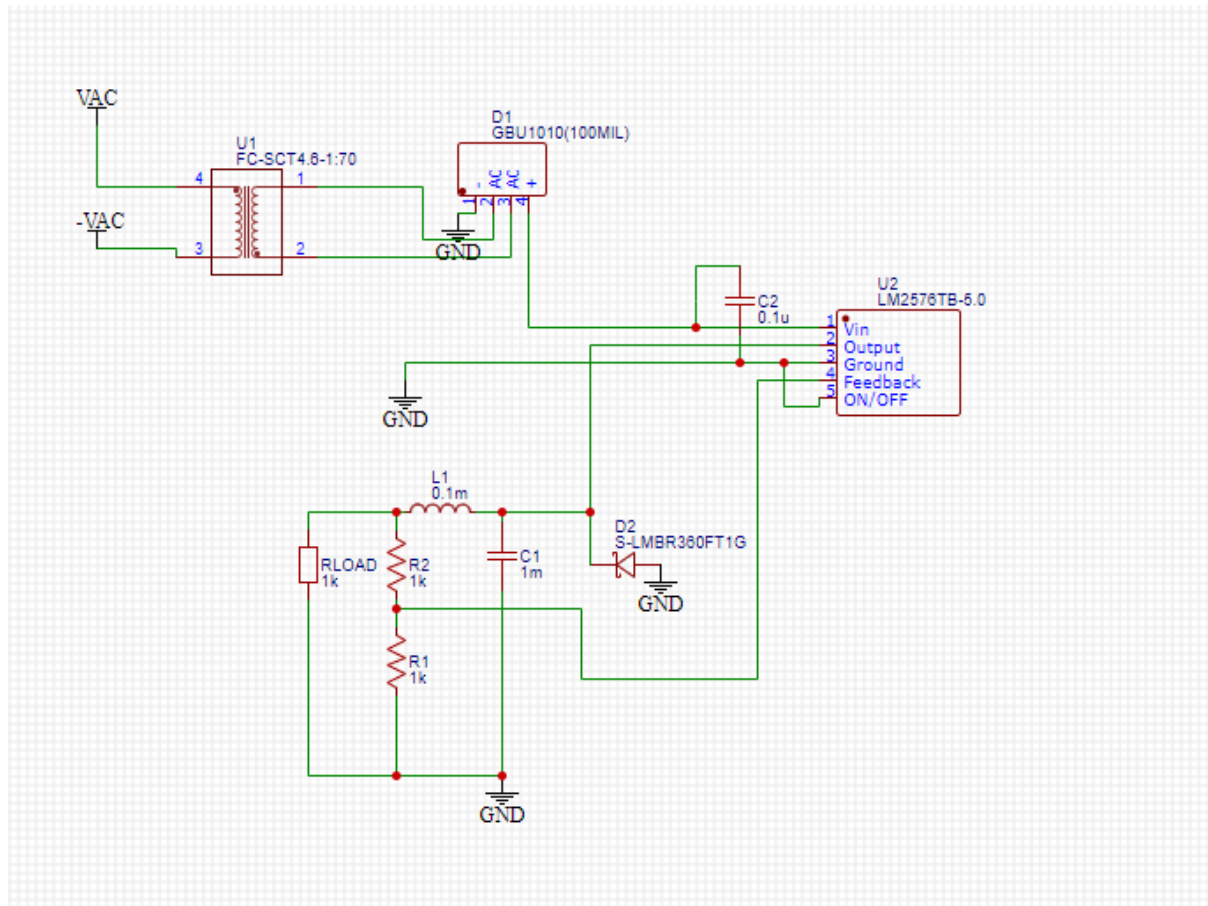 VAC
-VAC
U1
FC-SCT4.6-1:70
4
1
3
2
D1
GBU1010(100MIL)
- AC AC +
1 2 3 4
GND
C2
0.1u
U2
LM2576TB-5.0
1 Vin
2 Output
3 Ground
4 Feedback
5 ON/OFF
GND
L1
0.1m
D2
S-LMBR360FT1G
RLOAD
1k
R2
1k
C1
1m
GND
R1
1k
GND